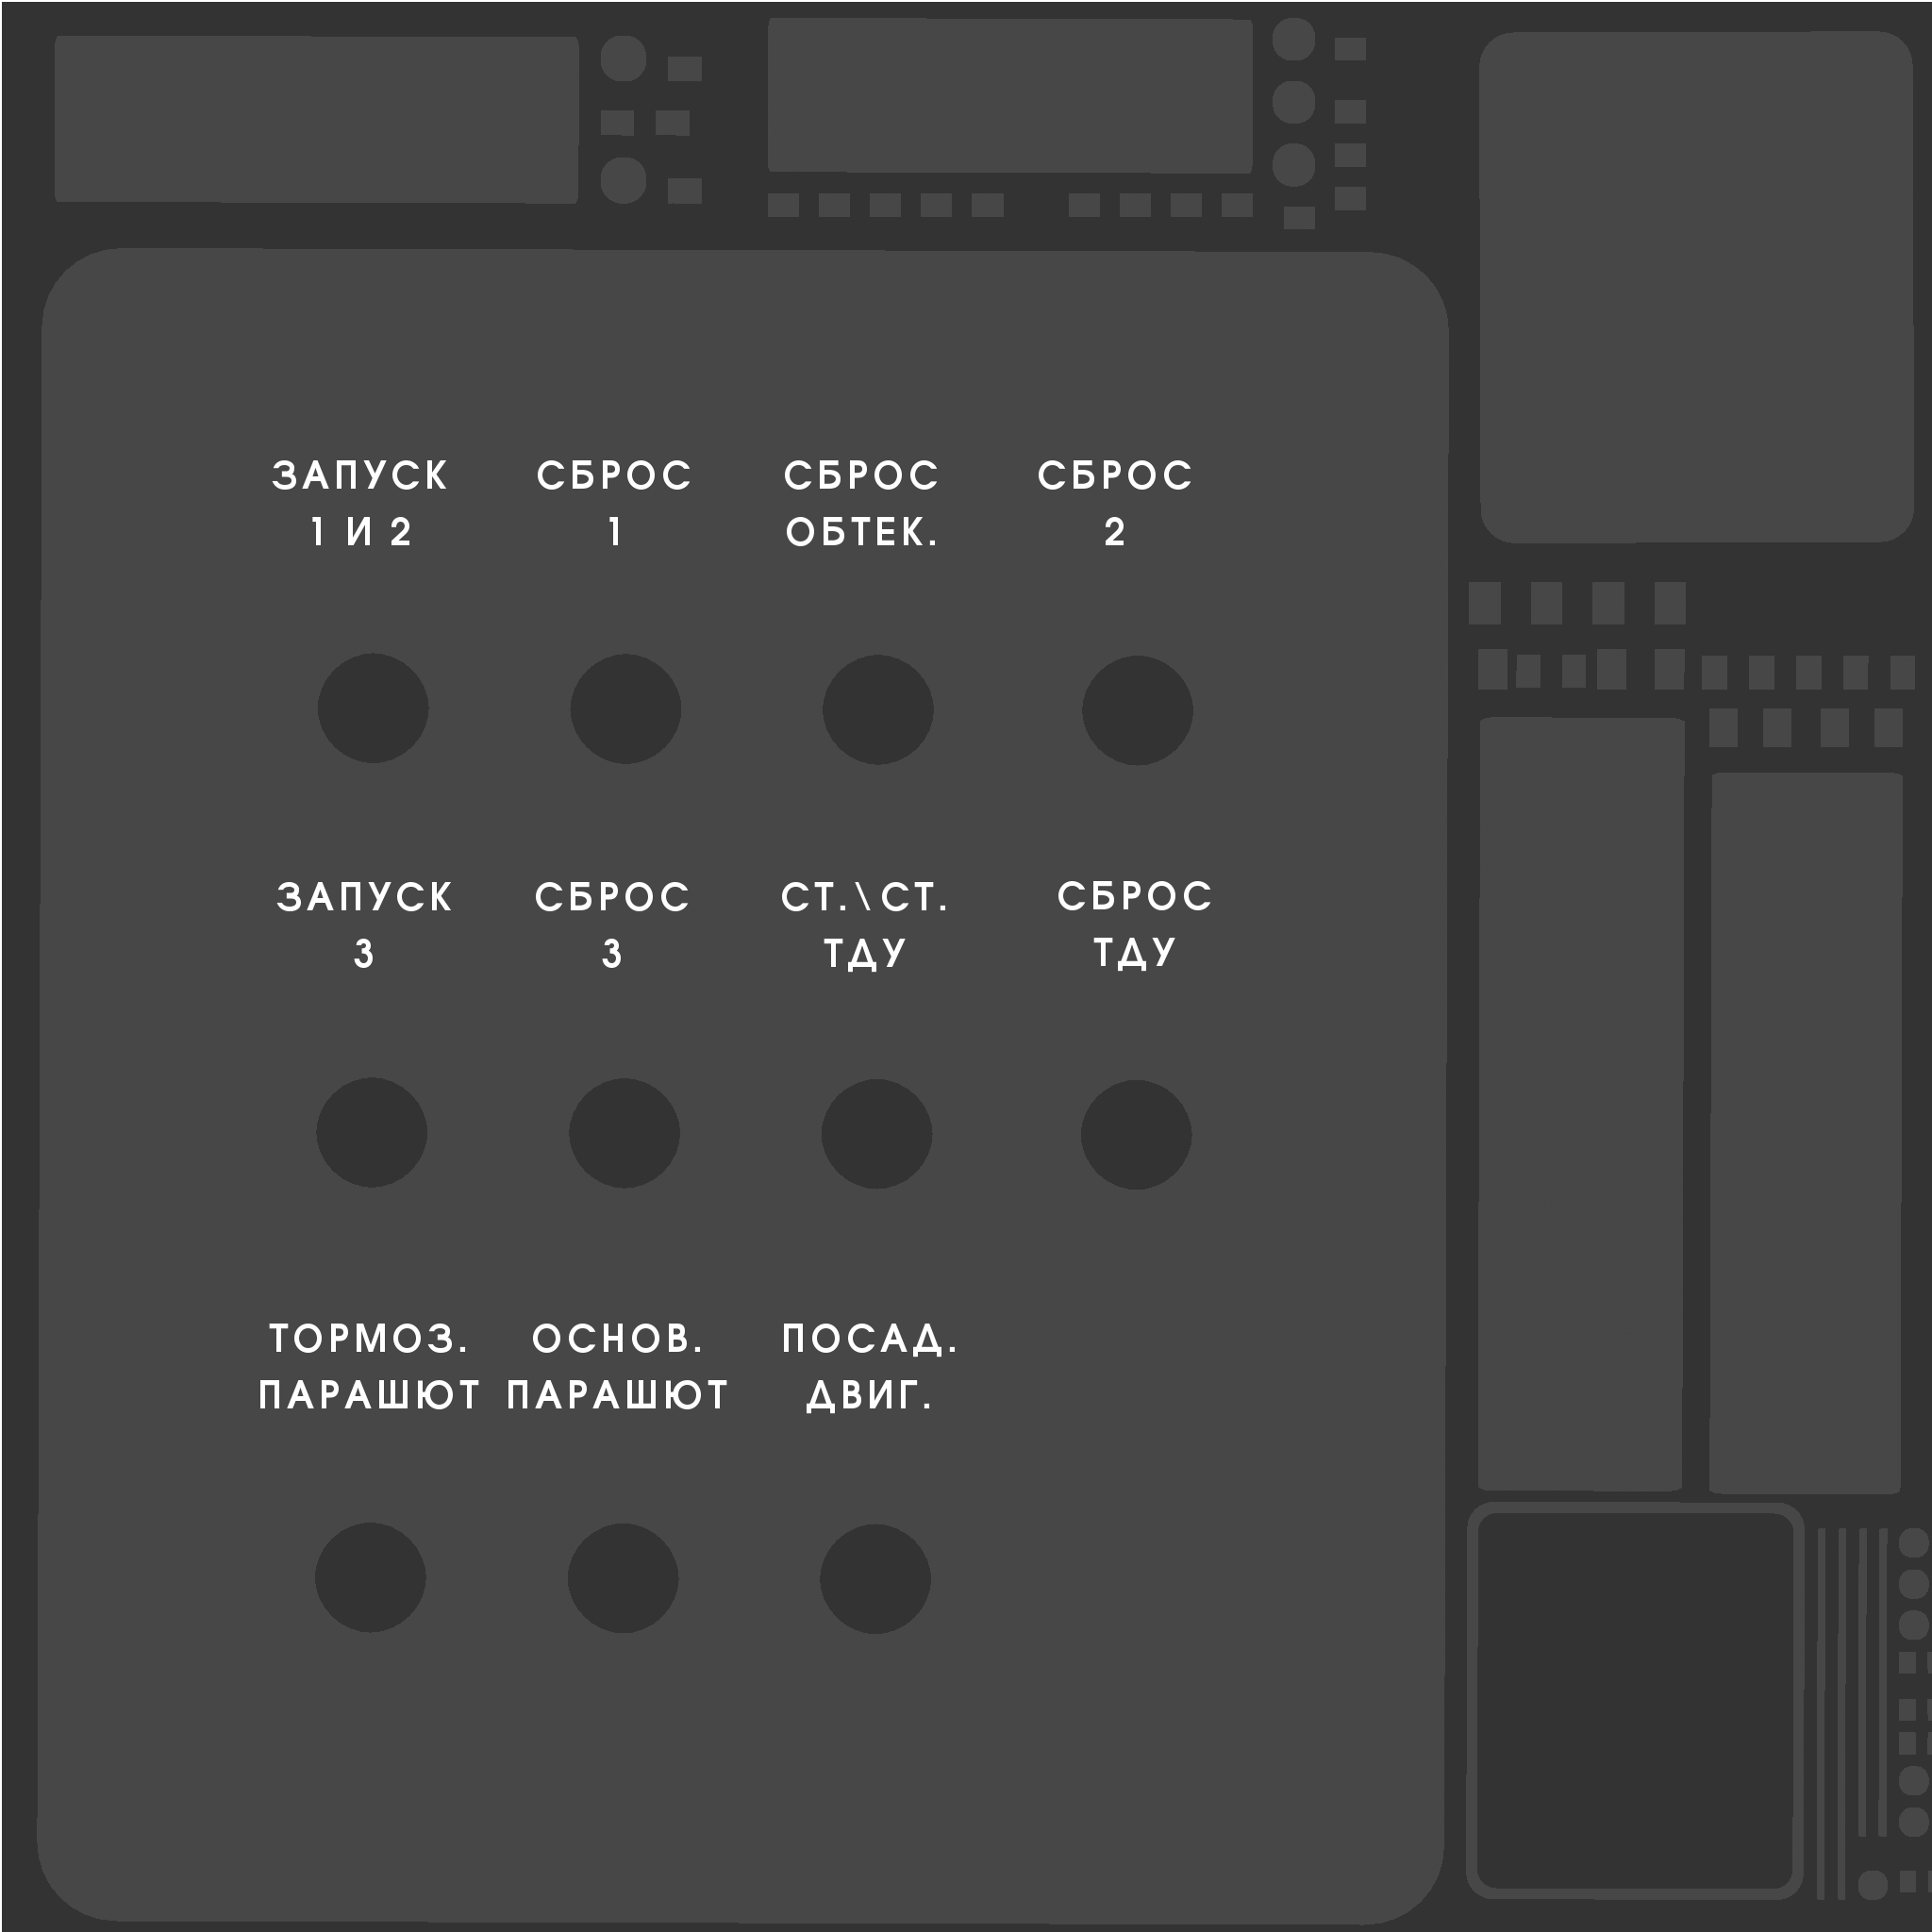 ЗАПУСК СБРОС СБРОС СБРОС
1 И 2 1 ОБТЕК. 2
ЗАПУСК СБРОС СТ.\СТ. СБРОС
3 3 ТДУ ТДУ
ТОРМОЗ. ОСНОВ. ПОСАД.
ПАРАШЮТ ПАРАШЮТ ДВИГ.